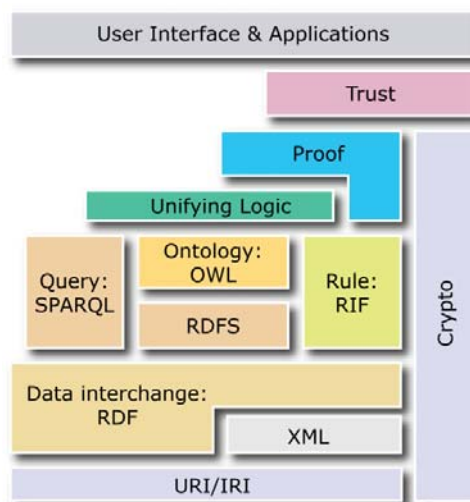 User Interface & Applications
Trust
Proof
Unifying Logic
Query:
SPARQL
Ontology:
OWL
Rule:
RIF
RDFS
Crypto
Data interchange:
RDF
XML
URI/IRI